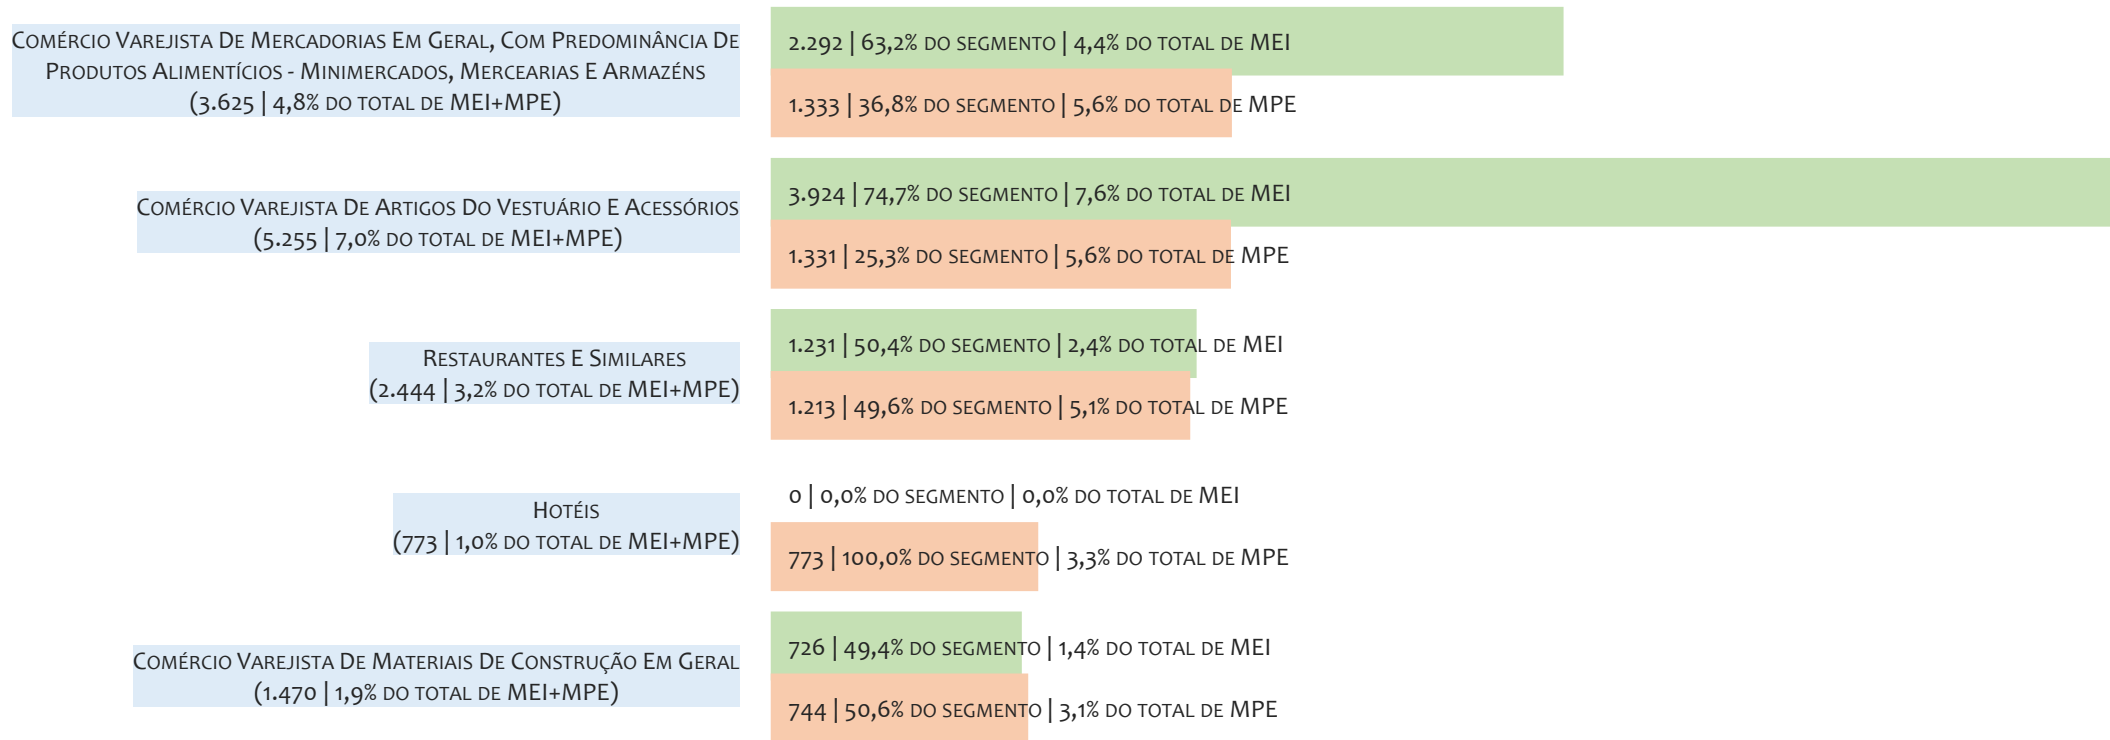 Comércio Varejista De Mercadorias Em Geral, Com Predominância De
Produtos Alimentícios - Minimercados, Mercearias E Armazéns
(3.625 | 4,8% do total de MEI+MPE)
2.292 | 63,2% do segmento | 4,4% do total de MEI
1.333 | 36,8% do segmento | 5,6% do total de MPE
Comércio Varejista De Artigos Do Vestuário E Acessórios
(5.255 | 7,0% do total de MEI+MPE)
3.924 | 74,7% do segmento | 7,6% do total de MEI
1.331 | 25,3% do segmento | 5,6% do total de MPE
Restaurantes E Similares
(2.444 | 3,2% do total de MEI+MPE)
1.231 | 50,4% do segmento | 2,4% do total de MEI
1.213 | 49,6% do segmento | 5,1% do total de MPE
Hotéis
(773 | 1,0% do total de MEI+MPE)
0 | 0,0% do segmento | 0,0% do total de MEI
773 | 100,0% do segmento | 3,3% do total de MPE
Comércio Varejista De Materiais De Construção Em Geral
(1.470 | 1,9% do total de MEI+MPE)
726 | 49,4% do segmento | 1,4% do total de MEI
744 | 50,6% do segmento | 3,1% do total de MPE